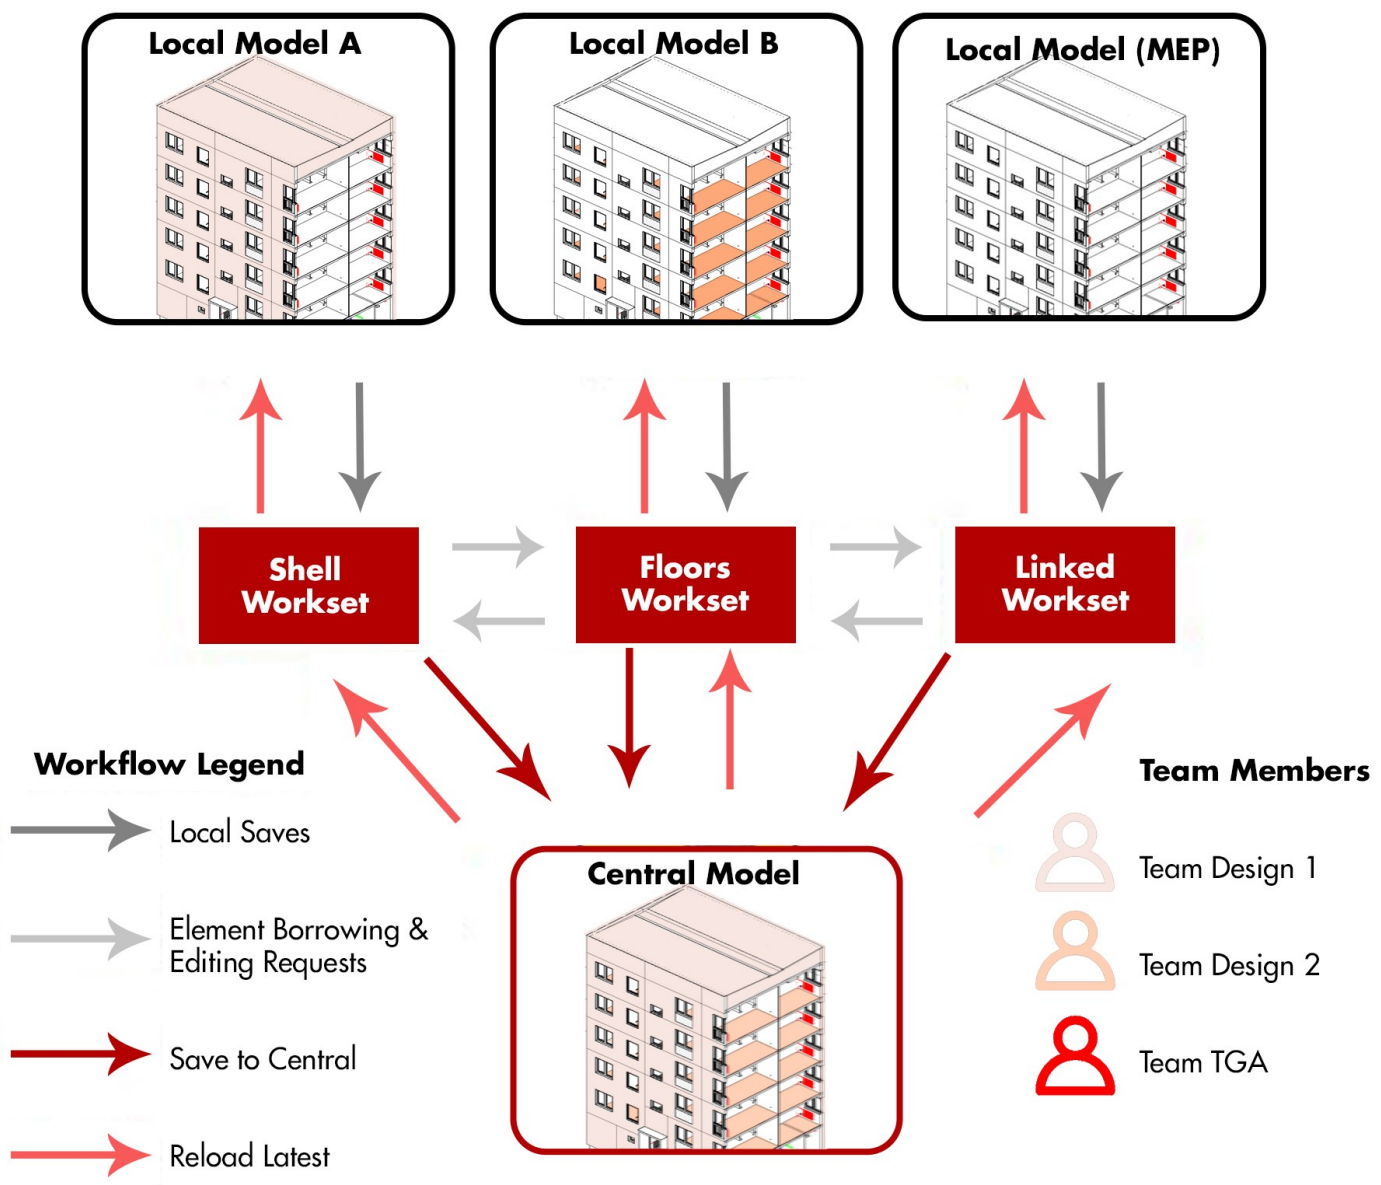 Local Model A
Local Model B
Local Model (MEP)
Shell
Workset
Floors
Workset
Linked
Workset
Workflow Legend
Local Saves
Element Borrowing &
Editing Requests
Save to Central
Reload Latest
Central Model
Team Members
Team Design 1
Team Design 2
Team TGA